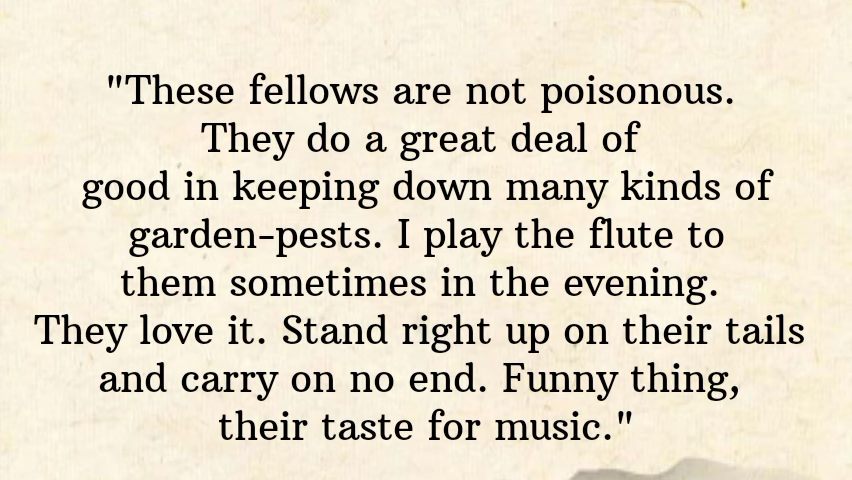 "These fellows are not poisonous.
They do a great deal of
good in keeping down many kinds of
garden-pests. I play the flute to
them sometimes in the evening.
They love it. Stand right up on their tails
and carry on no end. Funny thing,
their taste for music."